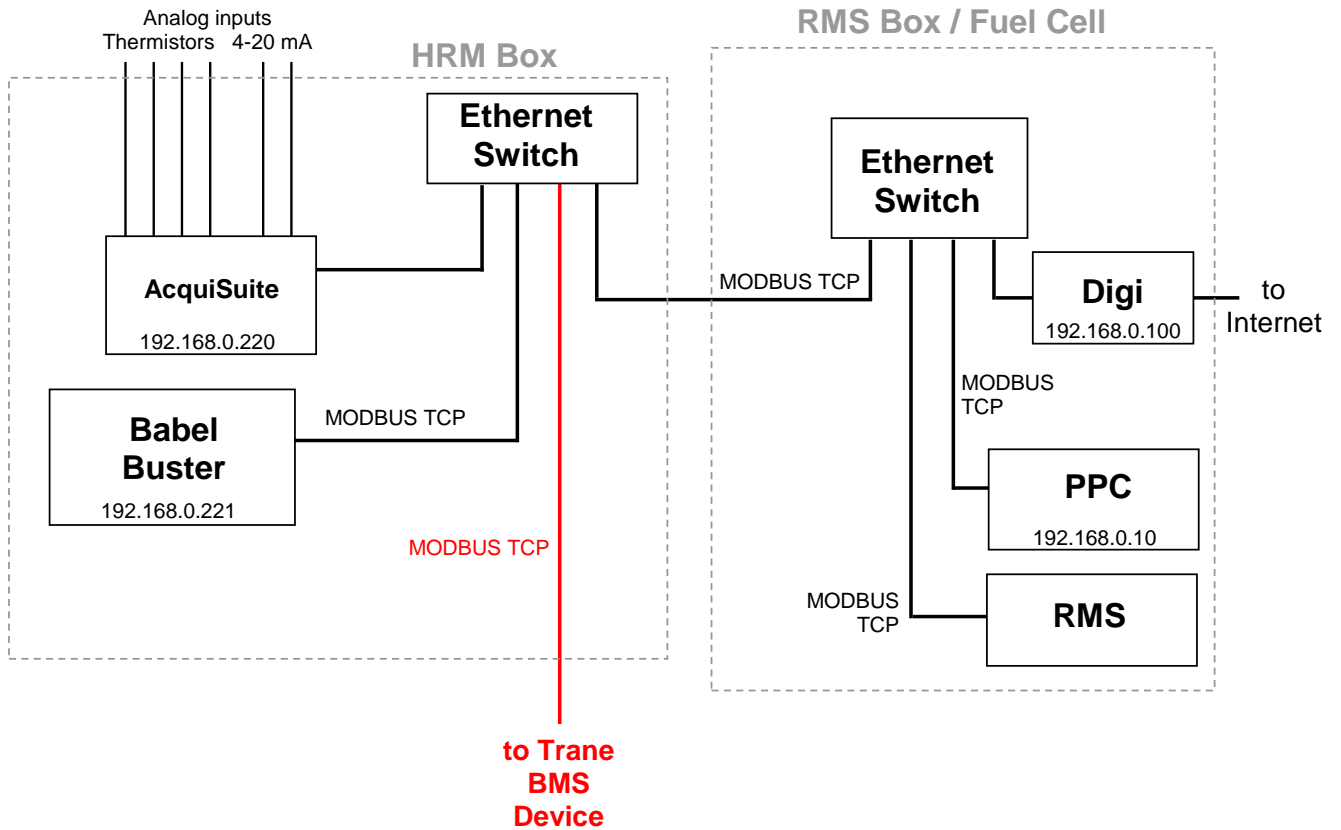 Analog inputs
Thermistors 4-20 mA
HRM Box
Ethernet
Switch
AcquiSuite
192.168.0.220
Babel
Buster
192.168.0.221
MODBUS TCP
MODBUS TCP
to Trane
BMS
Device
RMS Box / Fuel Cell
Ethernet
Switch
MODBUS TCP
Digi
192.168.0.100
to
Internet
MODBUS
TCP
PPC
192.168.0.10
MODBUS
TCP
RMS